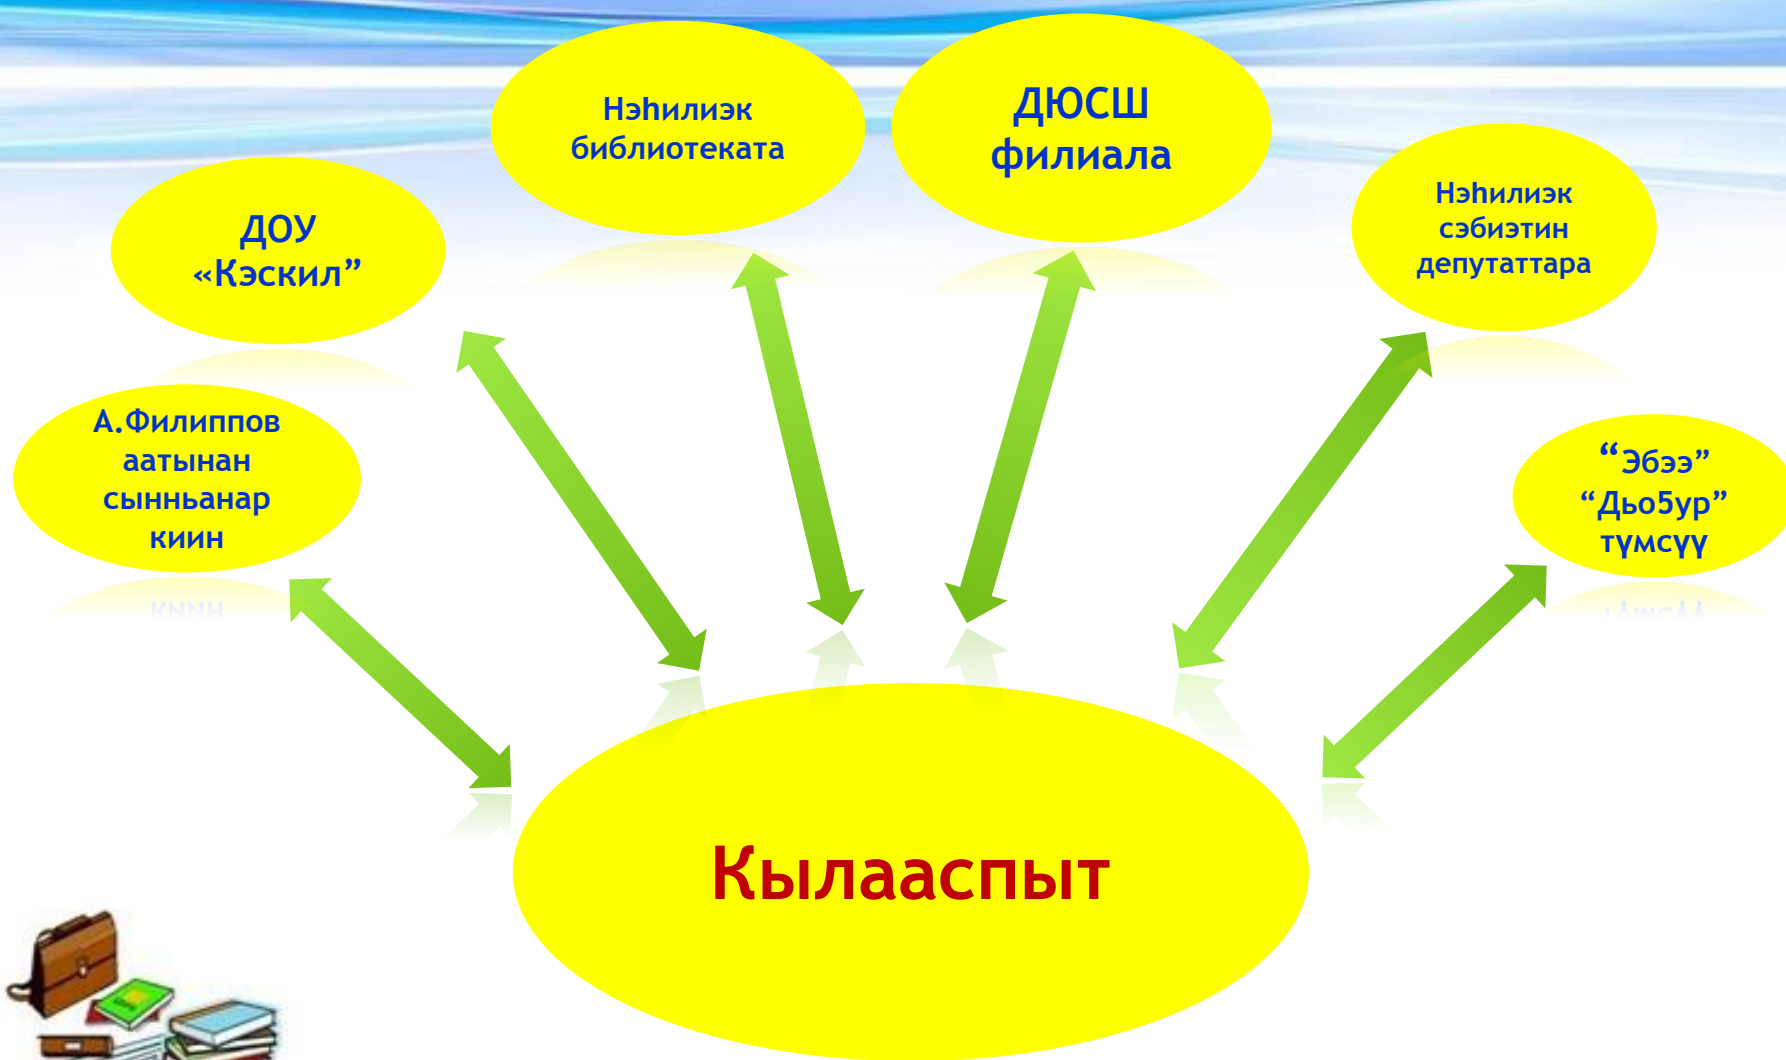 Нэһилиэк
библиотеката
ДЮСШ
филиала
ДОУ
«Кэскил”
Нэһилиэк
сэбиэтин
депутаттара
А.Филиппов
аатынан
сынньанар
киин
“Эбээ”
“Дьо5ур”
түмсүү
Кылааспыт